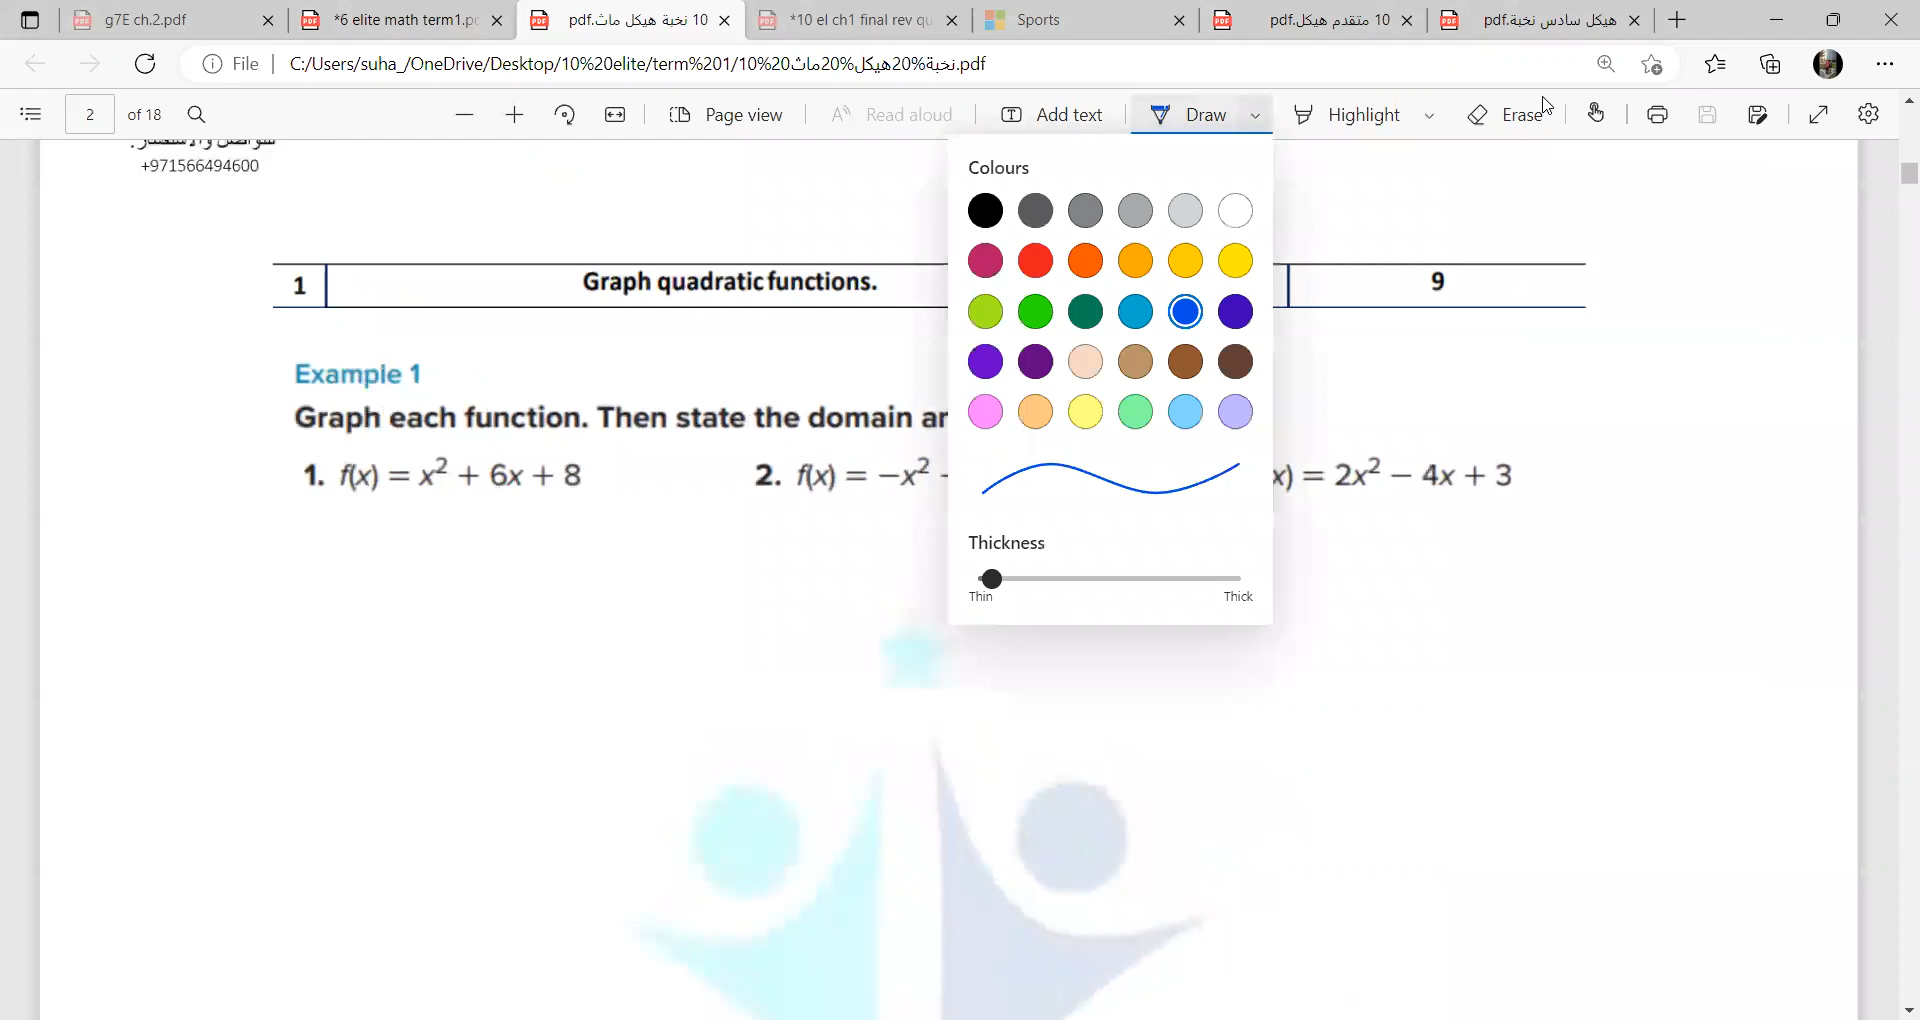 g7E ch.2.pdf
*6 elite math term1.p
10 نخبة هيكل ماث.pdf
*10 el ch1 final rev qu
Sports
10 متقدم هيكل.pdf
هيكل سادس نخبة.pdf
File
C:/Users/suha_/OneDrive/Desktop/10%20elite/term%201/10%20نخبة%20هيكل%20ماث.pdf
2 of 18
Page view
Read aloud
Add text
Draw
Highlight
Erase
+971566494600
Colours
1 Graph quadratic functions. 9
Example 1
Graph each function. Then state the domain
1. f(x) = x² + 6x + 8
2. f(x) = −x²
x) = 2x² − 4x + 3
Thickness
Thin
Thick